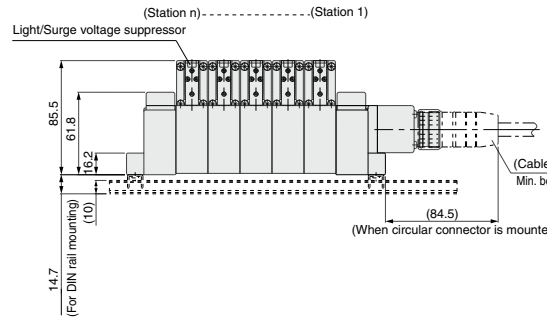 (Station n) (Station 1)
Light/Surge voltage suppressor
85.5
61.8
16.2
(Cable
Min. be
(84.5)
(When circular connector is mounte
(10)
14.7
(For DIN rail mounting)